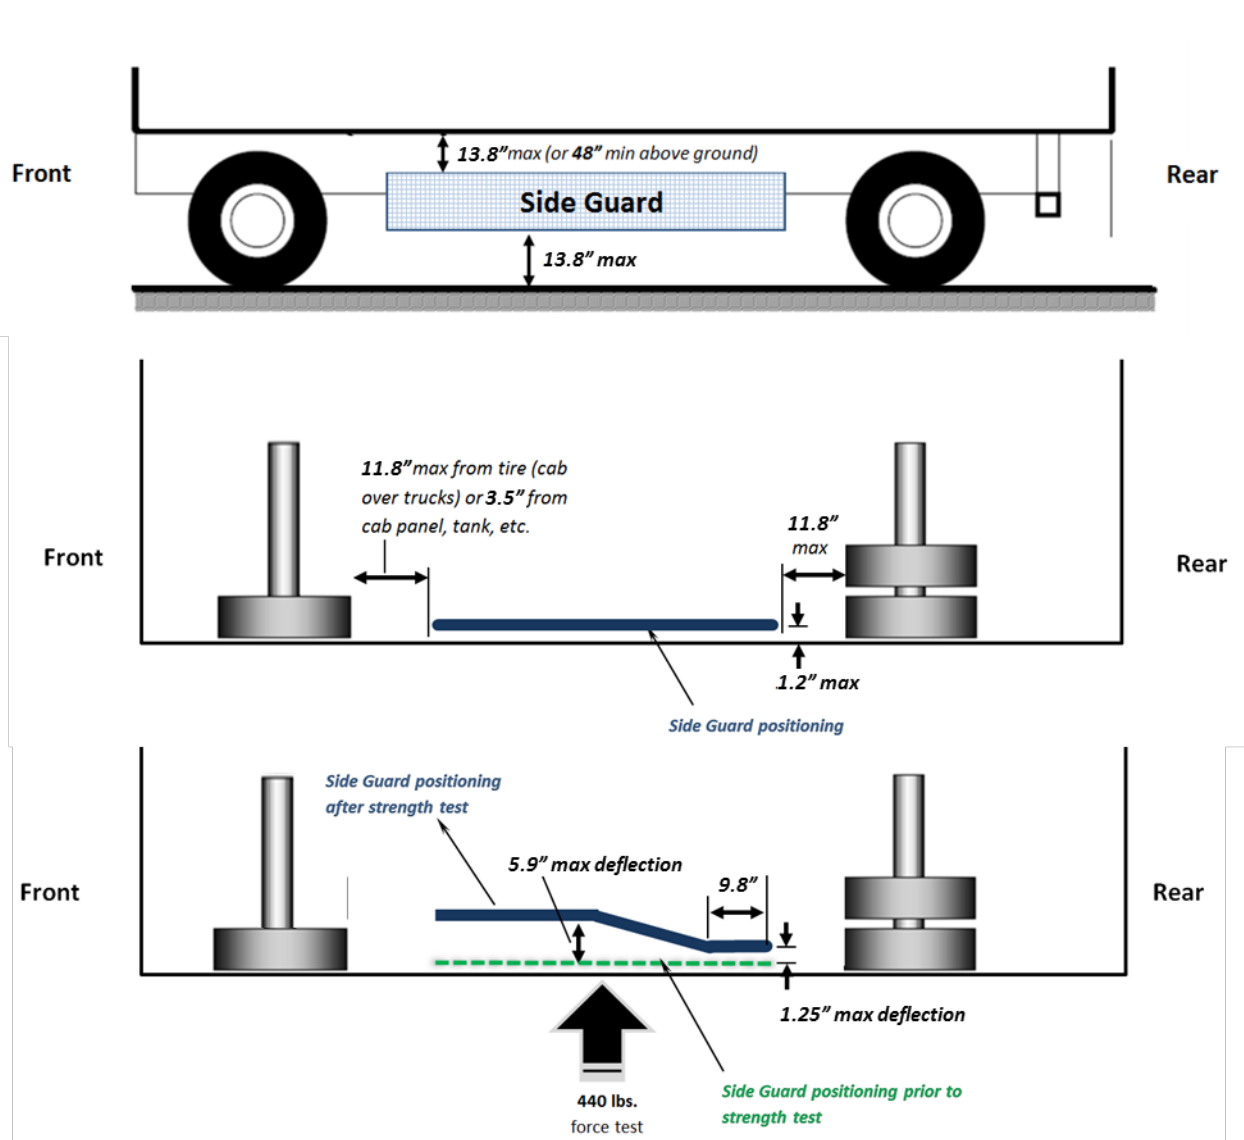 13.8” max (or 48” min above ground)
Front
Rear
Side Guard
13.8” max
11.8” max from tire (cab
over trucks) or 3.5” from
cab panel, tank, etc.
11.8”
max
Front
Rear
1.2” max
Side Guard positioning
Side Guard positioning
after strength test
5.9” max deflection
9.8”
Front
Rear
1.25” max deflection
Side Guard positioning prior to
strength test
440 lbs.
force test